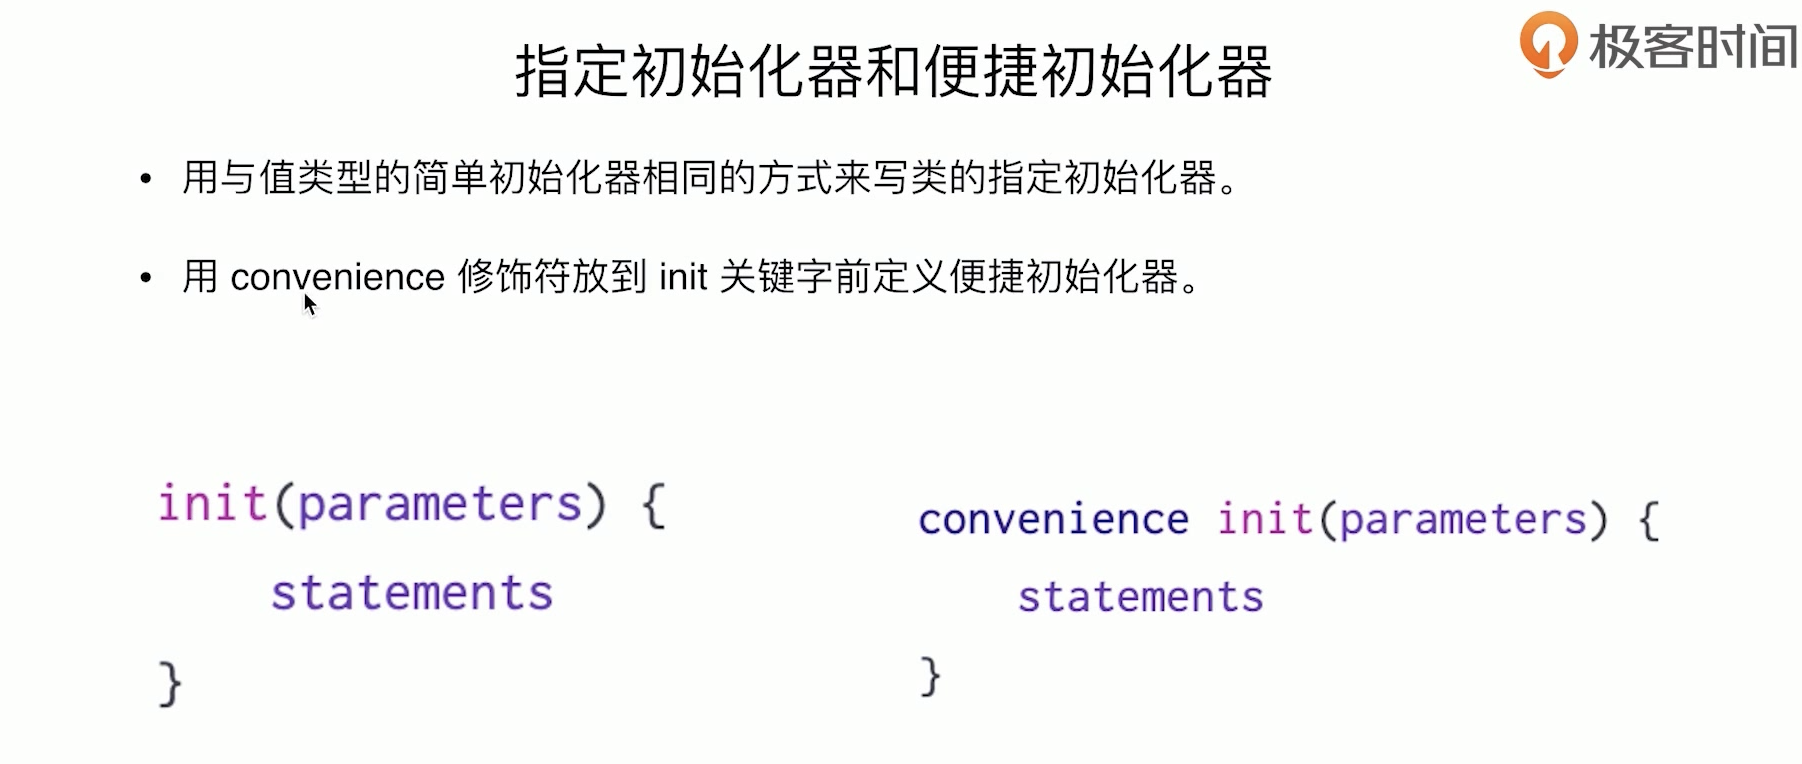 极客时间
指定初始化器和便捷初始化器
• 用与值类型的简单初始化器相同的方式来写类的指定初始化器。
• 用 convenience 修饰符放到 init 关键字前定义便捷初始化器。
init(parameters) {
statements
}
convenience init(parameters) {
statements
}